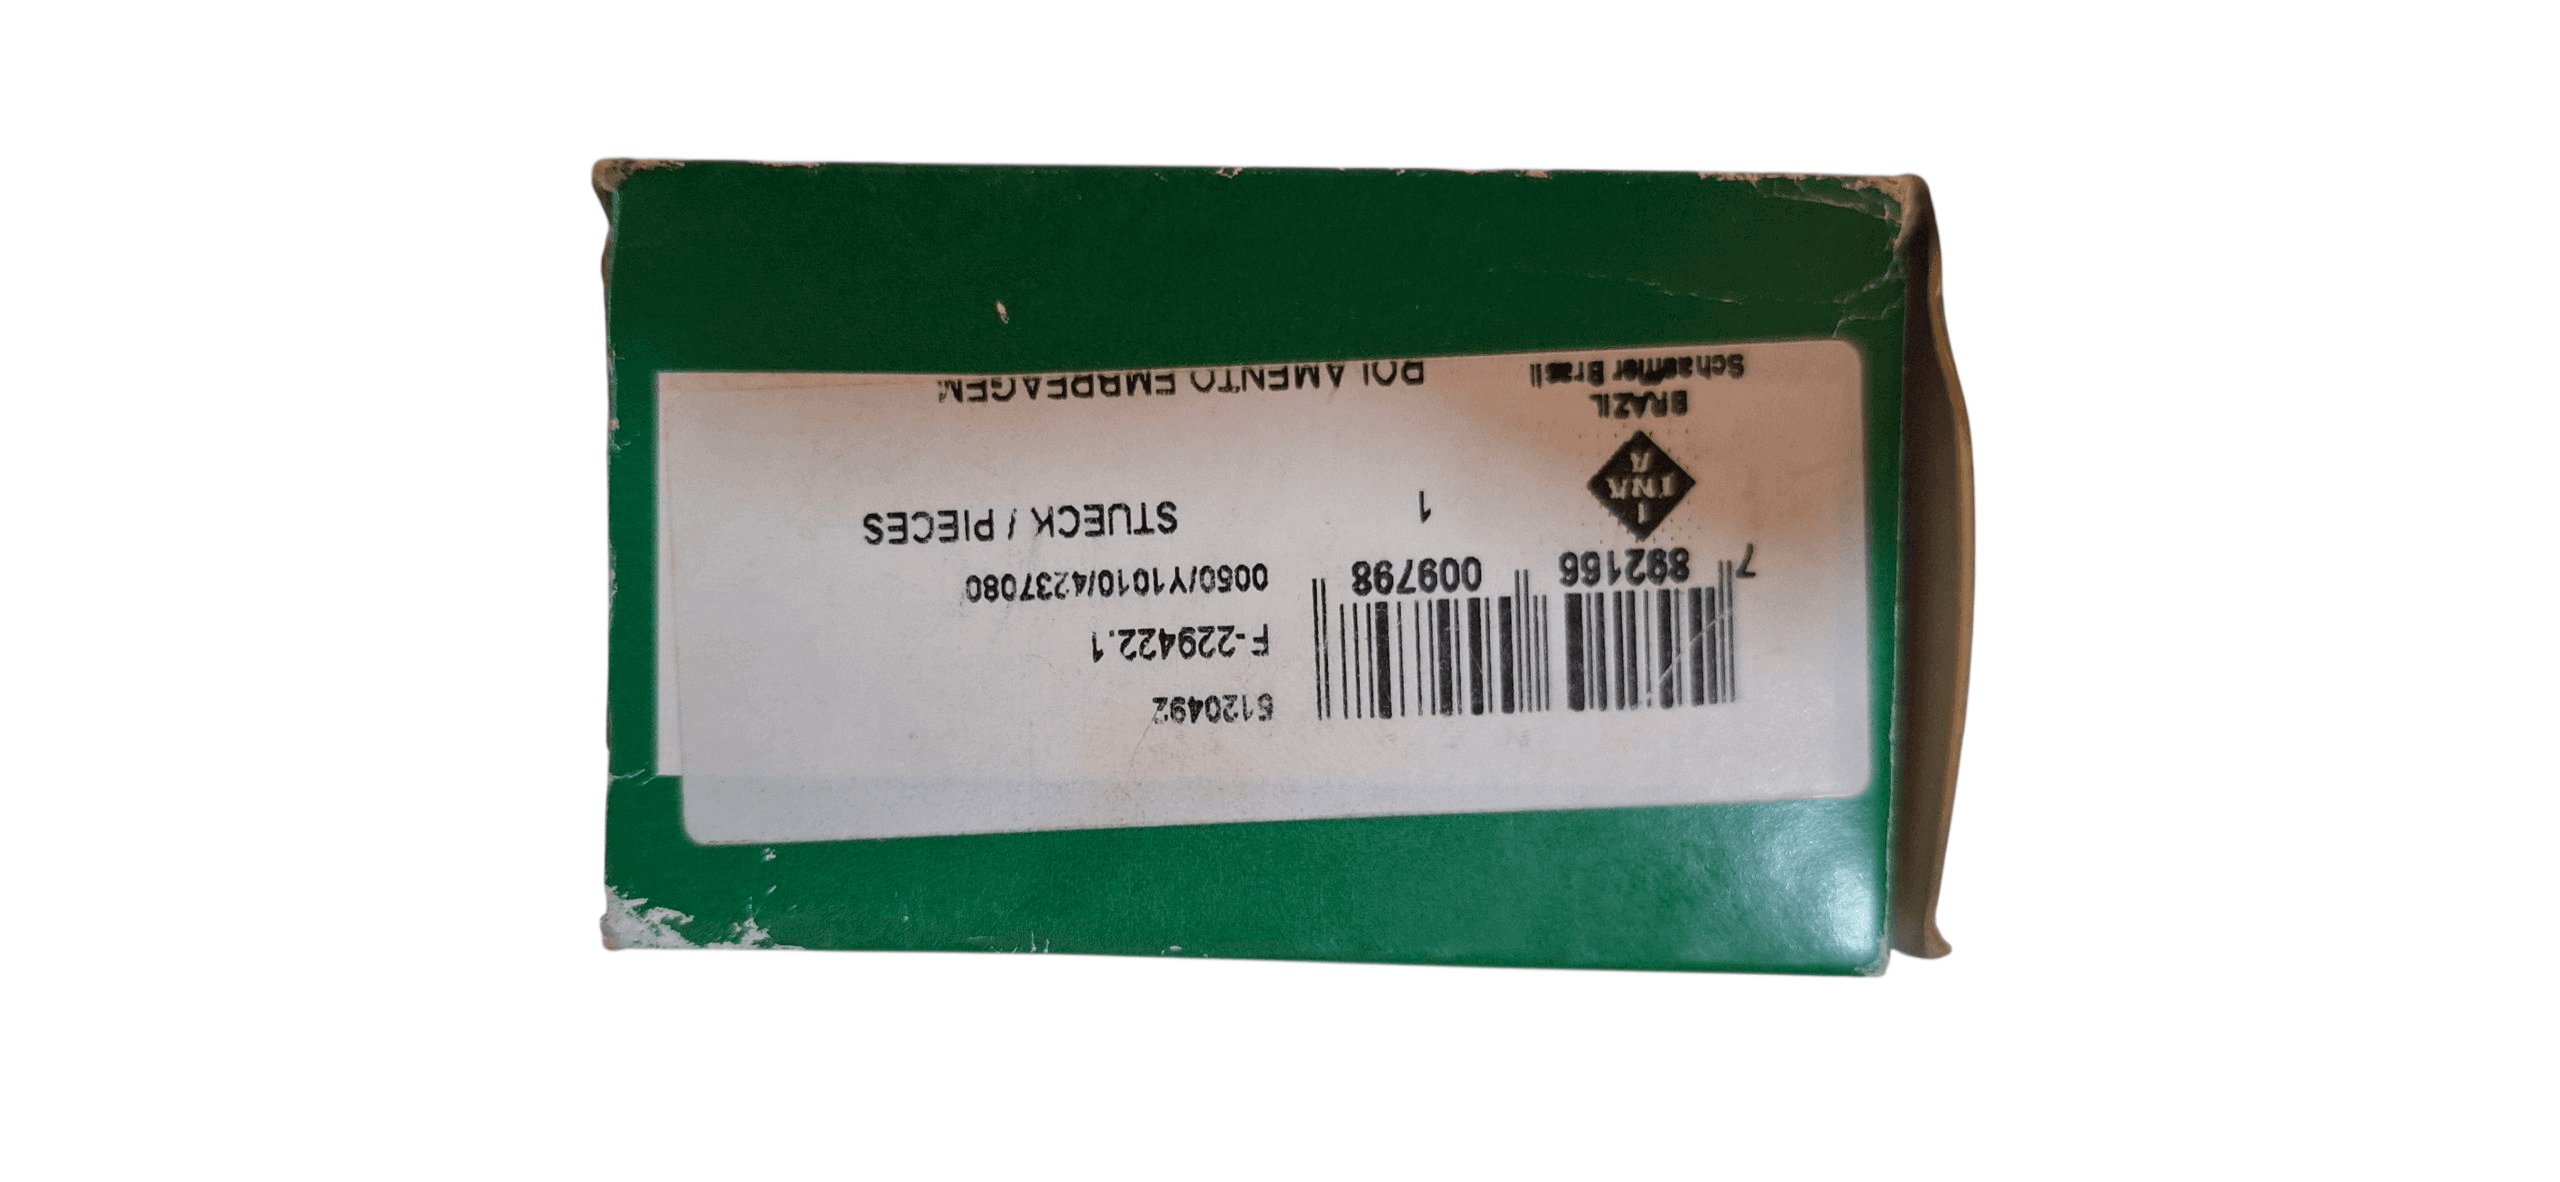 5120492
F-229422.1
0050/Y1010/4237080
7 892166 009798
1 STUECK / PIECES
INA
BRAZIL
Schaeffler Brasil
ROLAMENTO EMBREAGEM